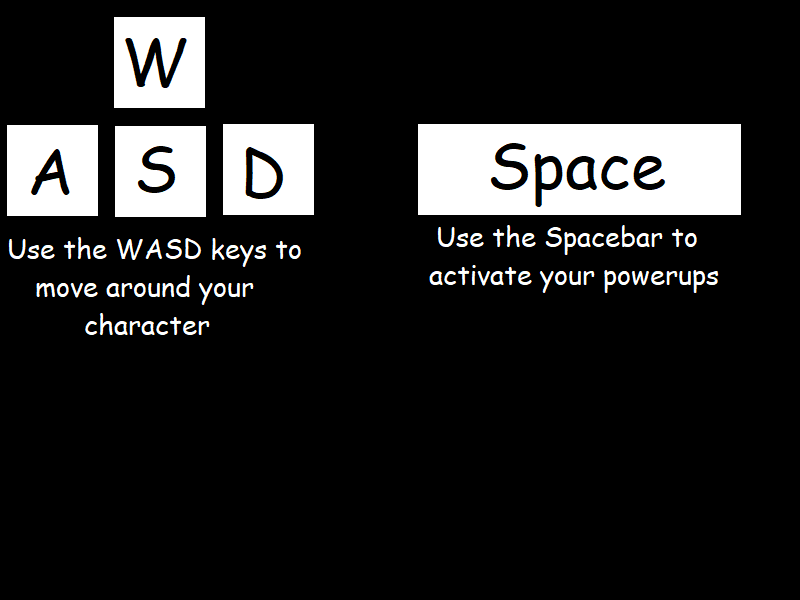 W
A S D
Use the WASD keys to
move around your
character
Space
Use the Spacebar to
activate your powerups